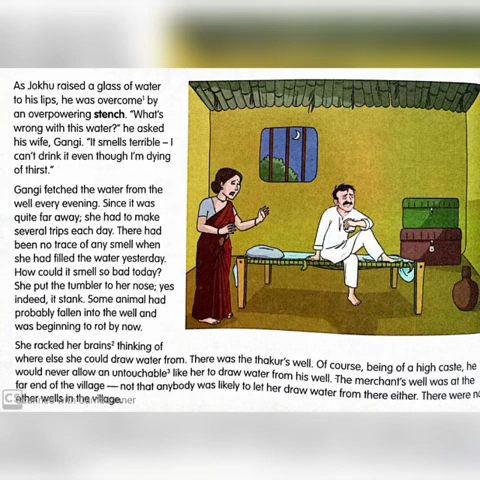 As Jokhu raised a glass of water
to his lips, he was overcome¹ by
an overpowering stench. "What's
wrong with this water?" he asked
his wife, Gangi. "It smells terrible – I
can't drink it even though I'm dying
of thirst."
Gangi fetched the water from the
well every evening. Since it was
quite far away; she had to make
several trips each day. There had
been no trace of any smell when
she had filled the water yesterday.
How could it smell so bad today?
She put the tumbler to her nose; yes
indeed, it stank. Some animal had
probably fallen into the well and
was beginning to rot by now.
She racked her brains² thinking of
where else she could draw water from. There was the thakur's well. Of course, being of a high caste, he
would never allow an untouchable³ like her to draw water from his well. The merchant's well was at the
far end of the village — not that anybody was likely to let her draw water from there either. There were
other wells in the village.
CS